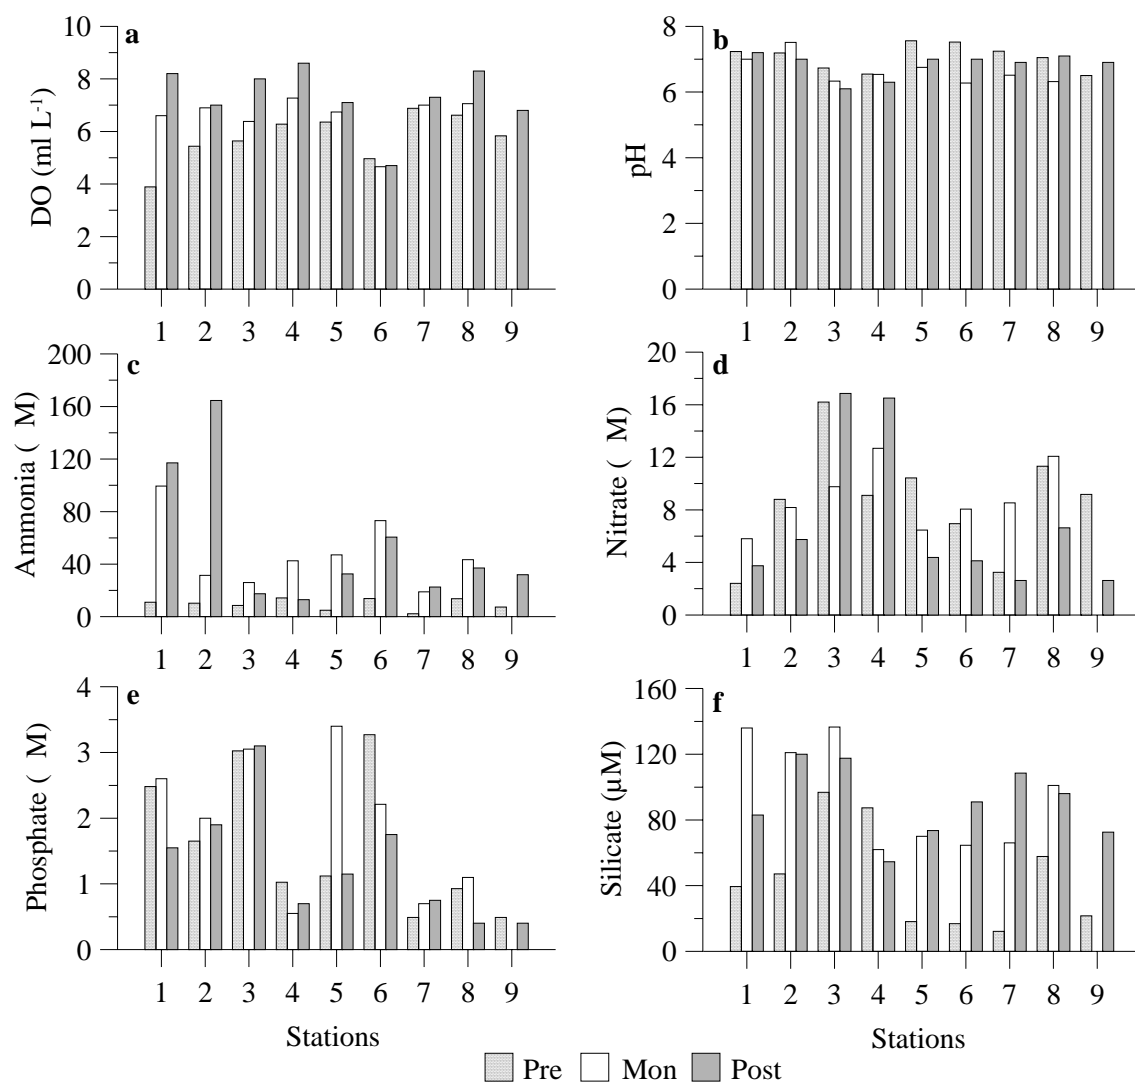 a
10
8
6
4
2
0
DO (ml L-1)
1 2 3 4 5 6 7 8 9
b
8
6
4
2
0
pH
1 2 3 4 5 6 7 8 9
c
200
160
120
80
40
0
Ammonia ( M)
1 2 3 4 5 6 7 8 9
d
20
16
12
8
4
0
Nitrate ( M)
1 2 3 4 5 6 7 8 9
e
4
3
2
1
0
Phosphate ( M)
1 2 3 4 5 6 7 8 9
Stations
f
160
120
80
40
0
Silicate (µM)
1 2 3 4 5 6 7 8 9
Stations
Pre Mon Post